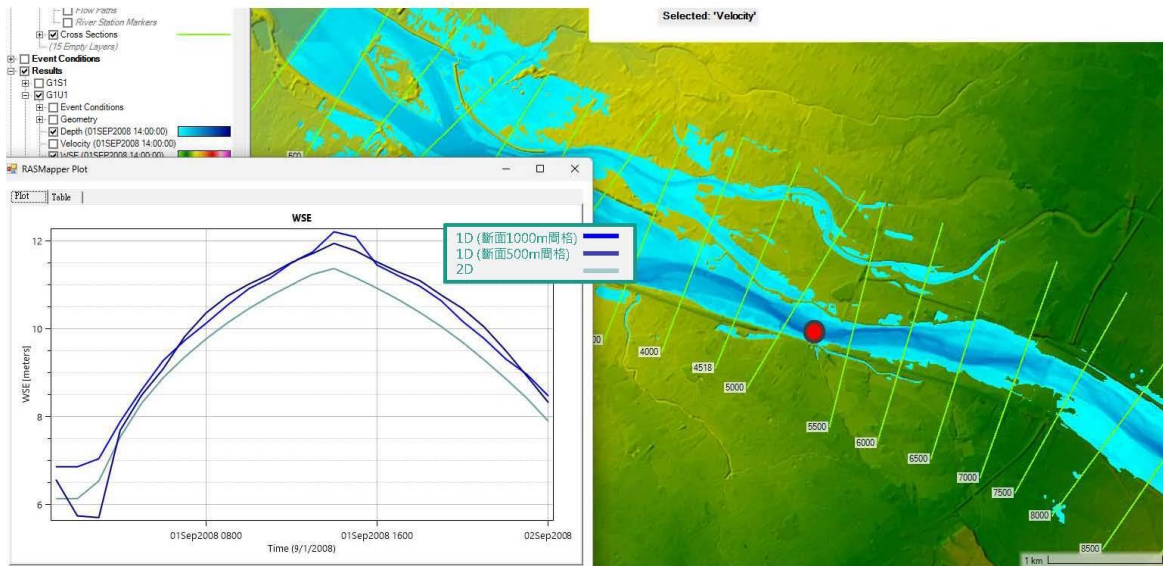 Flow Paths
River Station Markers
Cross Sections
(15 Empty Layers)
Event Conditions
Results
G1S1
G1U1
Event Conditions
Geometry
Depth (01SEP2008 14:00:00)
Velocity (01SEP2008 14:00:00)
WSE (01SEP2008 14:00:00)
Selected: 'Velocity'
RASMapper Plot
Plot
Table
WSE
1D (斷面1000m間格)
1D (斷面500m間格)
2D
WSE [meters]
12
10
8
6
01Sep2008 0800
01Sep2008 1600
02Sep2008
Time (9/1/2008)
500
00
4000
4518
5000
5500
6000
6500
7000
7500
8000
8500
1 km